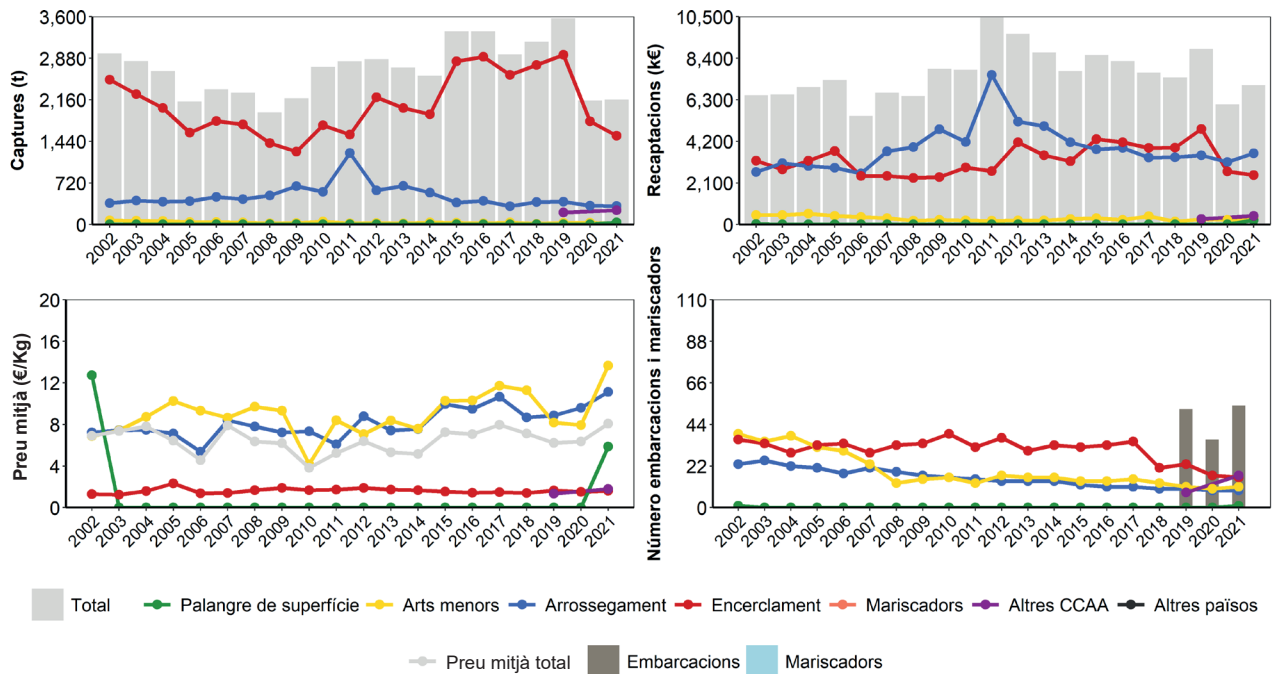 Captures (t)
3,600
2,880
2,160
1,440
720
0
2002 2003 2004 2005 2006 2007 2008 2009 2010 2011 2012 2013 2014 2015 2016 2017 2018 2019 2020 2021
Recaptacions (k€)
10,500
8,400
6,300
4,200
2,100
0
2002 2003 2004 2005 2006 2007 2008 2009 2010 2011 2012 2013 2014 2015 2016 2017 2018 2019 2020 2021
Preu mitjà (€/Kg)
20
16
12
8
4
0
2002 2003 2004 2005 2006 2007 2008 2009 2010 2011 2012 2013 2014 2015 2016 2017 2018 2019 2020 2021
Número embarcacions i mariscadors
110
88
66
44
22
0
2002 2003 2004 2005 2006 2007 2008 2009 2010 2011 2012 2013 2014 2015 2016 2017 2018 2019 2020 2021
Total Palangre de superfície Arts menors Arrossegament Encerclament Mariscadors Altres CCAA Altres països
Preu mitjà total Embarcacions Mariscadors